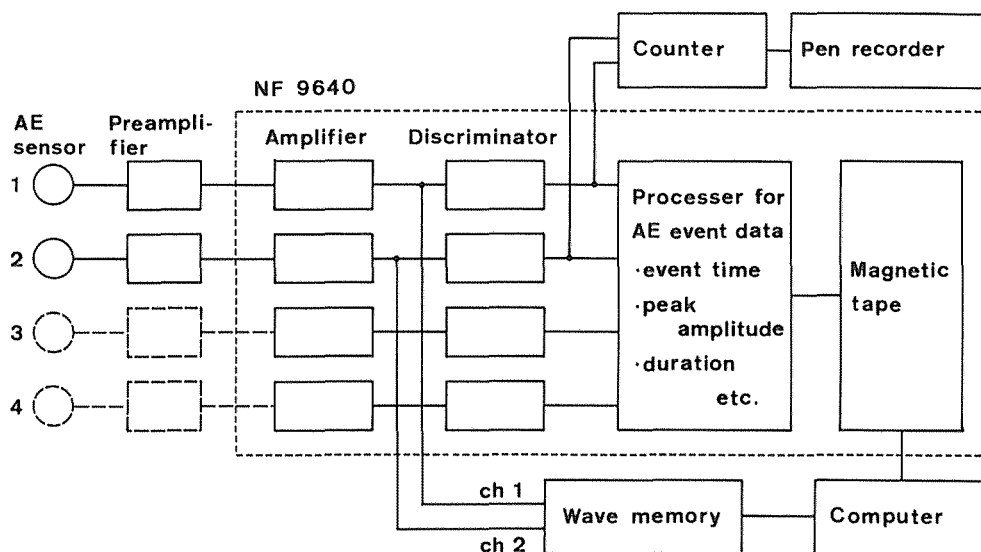 Counter
Pen recorder
NF 9640
AE
sensor
Preampli-
fier
Amplifier
Discriminator
1
2
3
4
Processer for
AE event data
·event time
·peak
amplitude
·duration
etc.
Magnetic
tape
ch 1
ch 2
Wave memory
Computer